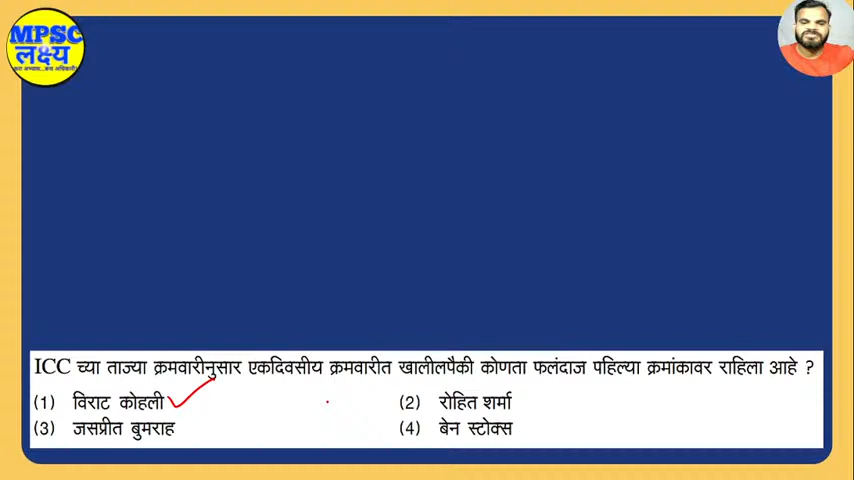 MPSC
लक्ष्य
ICC च्या ताज्या क्रमवारीनुसार एकदिवसीय क्रमवारीत खालीलपैकी कोणता फलंदाज पहिल्या क्रमांकावर राहिला आहे ?
(1) विराट कोहली (2) रोहित शर्मा
(3) जसप्रीत बुमराह (4) बेन स्टोक्स